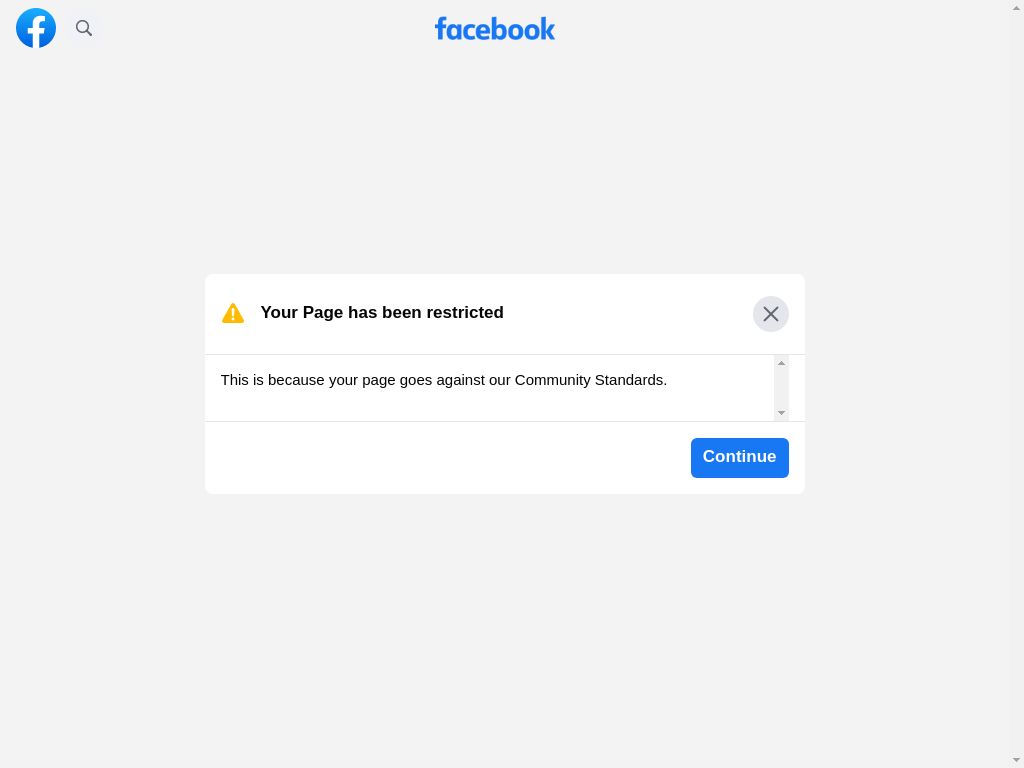 facebook
Your Page has been restricted
This is because your page goes against our Community Standards.
Continue